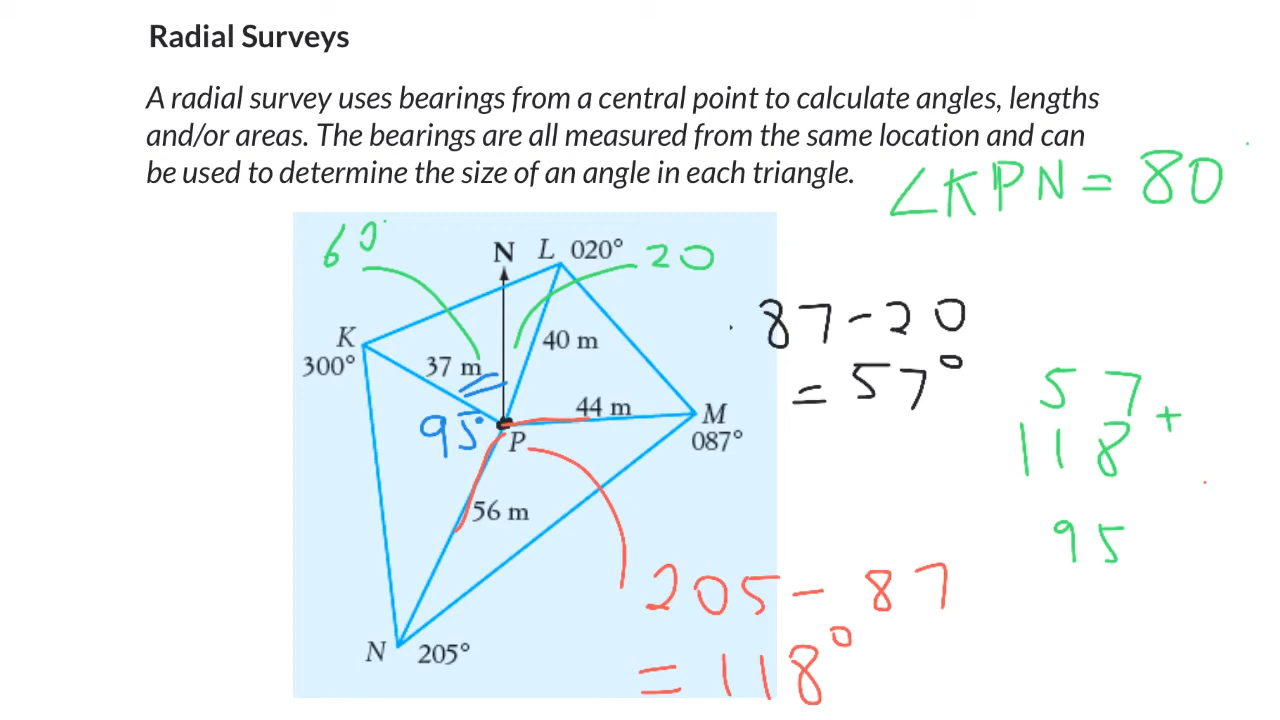 Radial Surveys
A radial survey uses bearings from a central point to calculate angles, lengths
and/or areas. The bearings are all measured from the same location and can
be used to determine the size of an angle in each triangle.
∠KPN = 80
60°
N L 020°
20
K
300°
37 m
40 m
87 - 20
= 57°
95°
P
44 m
M
087°
57
118 +
95
56 m
205 - 87
= 118°
N 205°